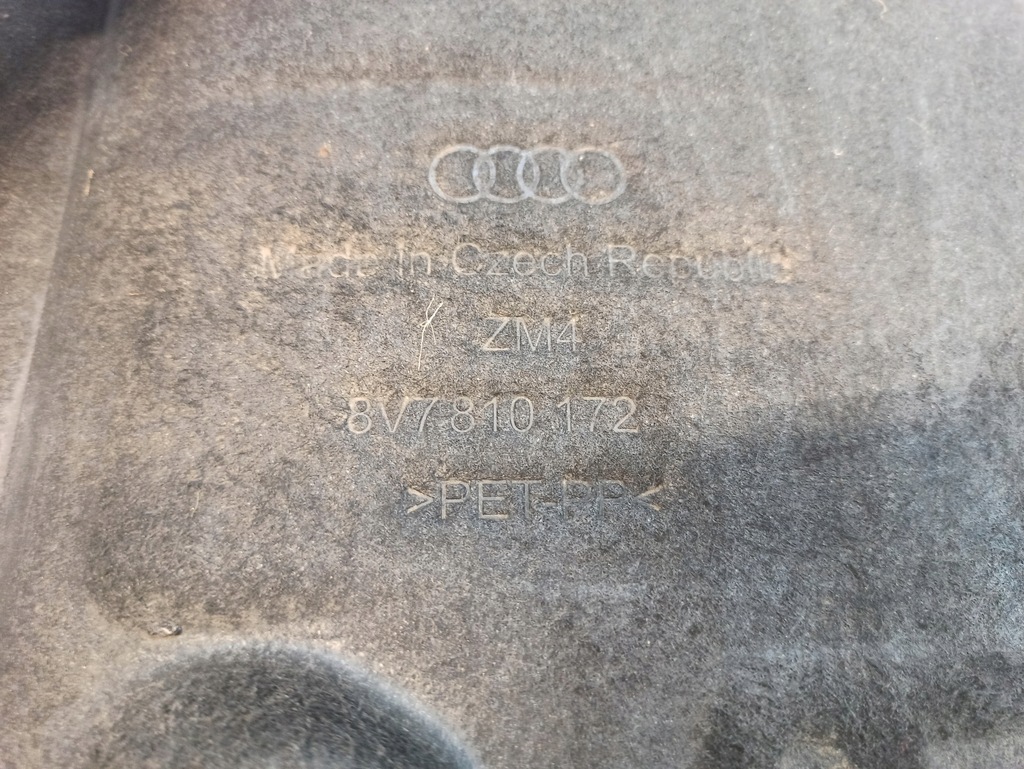 Made In Czech Republic
ZM4
8V7 810 172
>PET-PP<